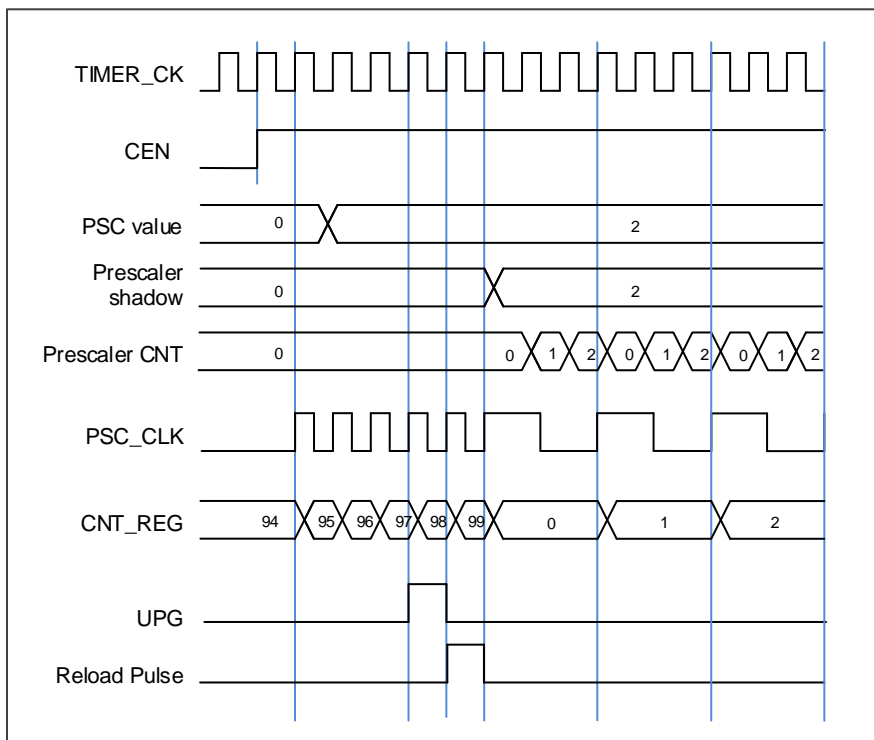 TIMER_CK
CEN
PSC value 0 2
Prescaler
shadow 0 2
Prescaler CNT 0 0 1 2 0 1 2 0 1 2
PSC_CLK
CNT_REG 94 95 96 97 98 99 0 1 2
UPG
Reload Pulse